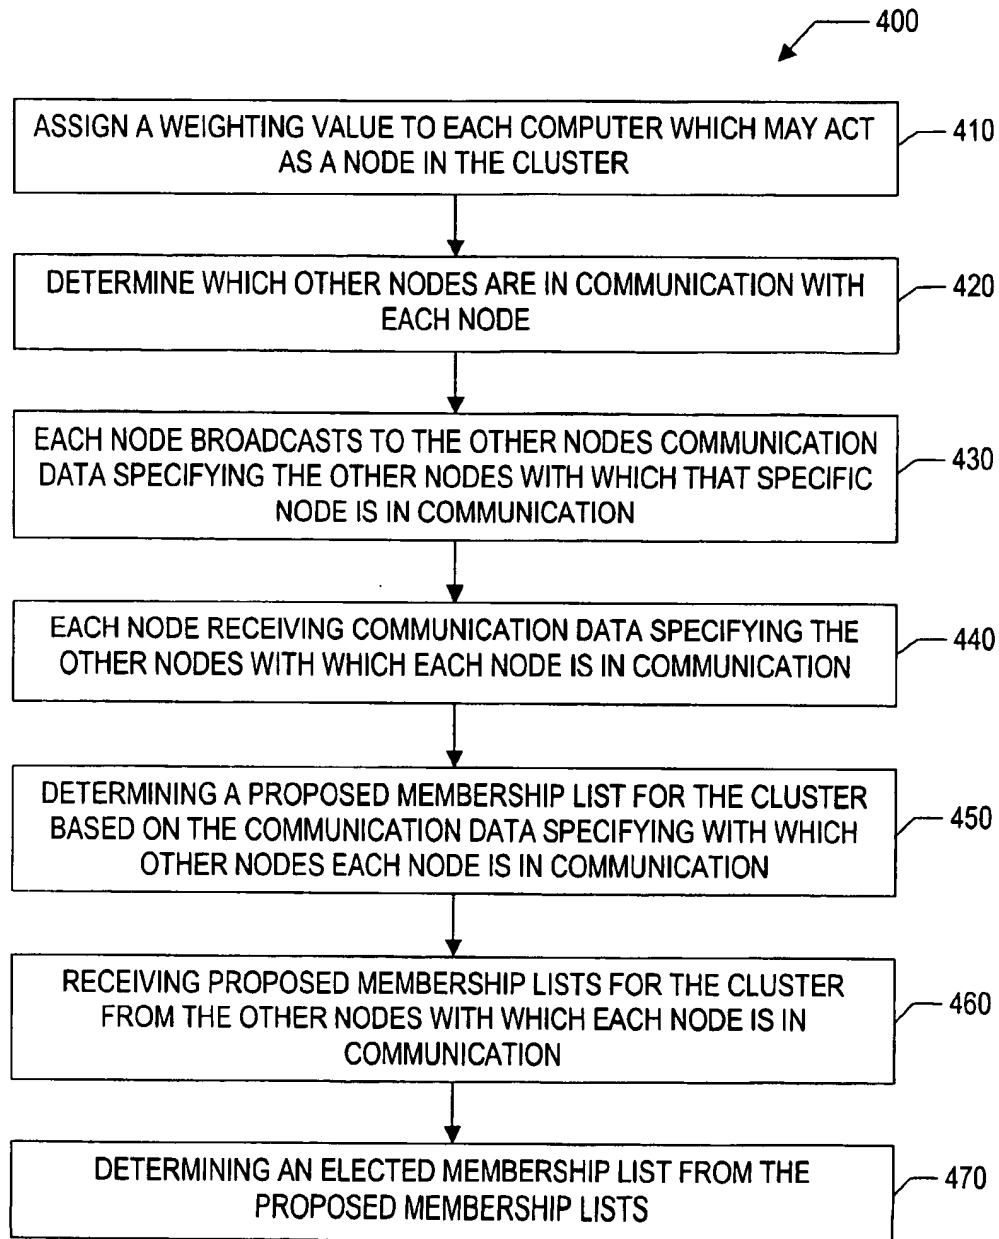 400
ASSIGN A WEIGHTING VALUE TO EACH COMPUTER WHICH MAY ACT
AS A NODE IN THE CLUSTER
410
DETERMINE WHICH OTHER NODES ARE IN COMMUNICATION WITH
EACH NODE
420
EACH NODE BROADCASTS TO THE OTHER NODES COMMUNICATION
DATA SPECIFYING THE OTHER NODES WITH WHICH THAT SPECIFIC
NODE IS IN COMMUNICATION
430
EACH NODE RECEIVING COMMUNICATION DATA SPECIFYING THE
OTHER NODES WITH WHICH EACH NODE IS IN COMMUNICATION
440
DETERMINING A PROPOSED MEMBERSHIP LIST FOR THE CLUSTER
BASED ON THE COMMUNICATION DATA SPECIFYING WITH WHICH
OTHER NODES EACH NODE IS IN COMMUNICATION
450
RECEIVING PROPOSED MEMBERSHIP LISTS FOR THE CLUSTER
FROM THE OTHER NODES WITH WHICH EACH NODE IS IN
COMMUNICATION
460
DETERMINING AN ELECTED MEMBERSHIP LIST FROM THE
PROPOSED MEMBERSHIP LISTS
470